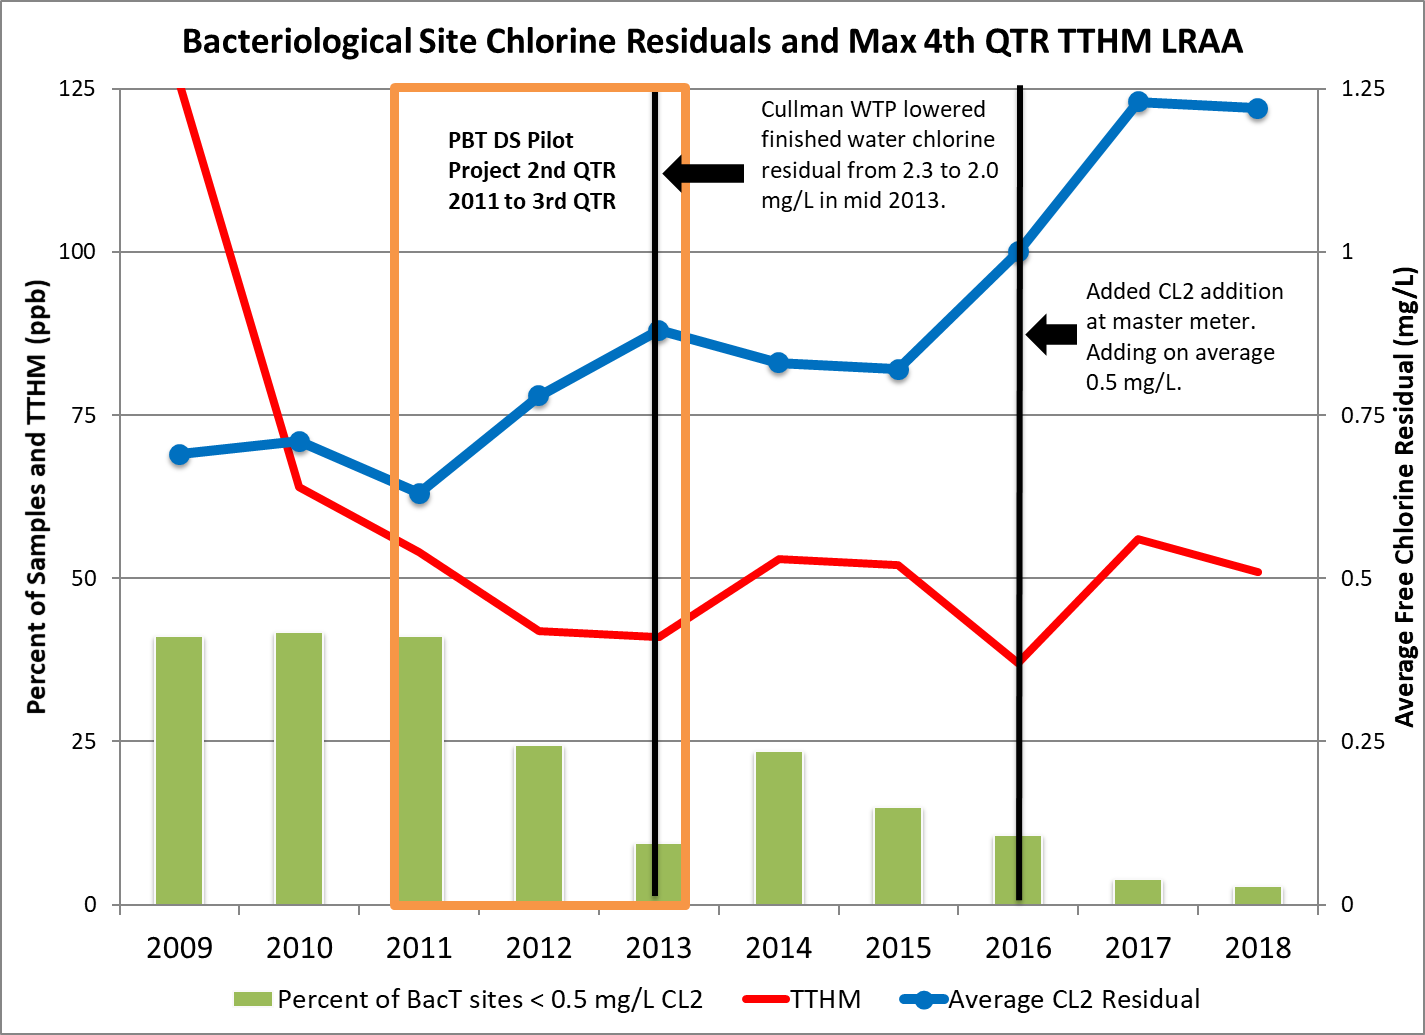 Bacteriological Site Chlorine Residuals and Max 4th QTR TTHM LRAA
Percent of Samples and TTHM (ppb)
125
100
75
50
25
0
PBT DS Pilot
Project 2nd QTR
2011 to 3rd QTR
Cullman WTP lowered
finished water chlorine
residual from 2.3 to 2.0
mg/L in mid 2013.
Added CL2 addition
at master meter.
Adding on average
0.5 mg/L.
1.25
1
0.75
0.5
0.25
0
Average Free Chlorine Residual (mg/L)
2009 2010 2011 2012 2013 2014 2015 2016 2017 2018
Percent of BacT sites < 0.5 mg/L CL2 TTHM Average CL2 Residual